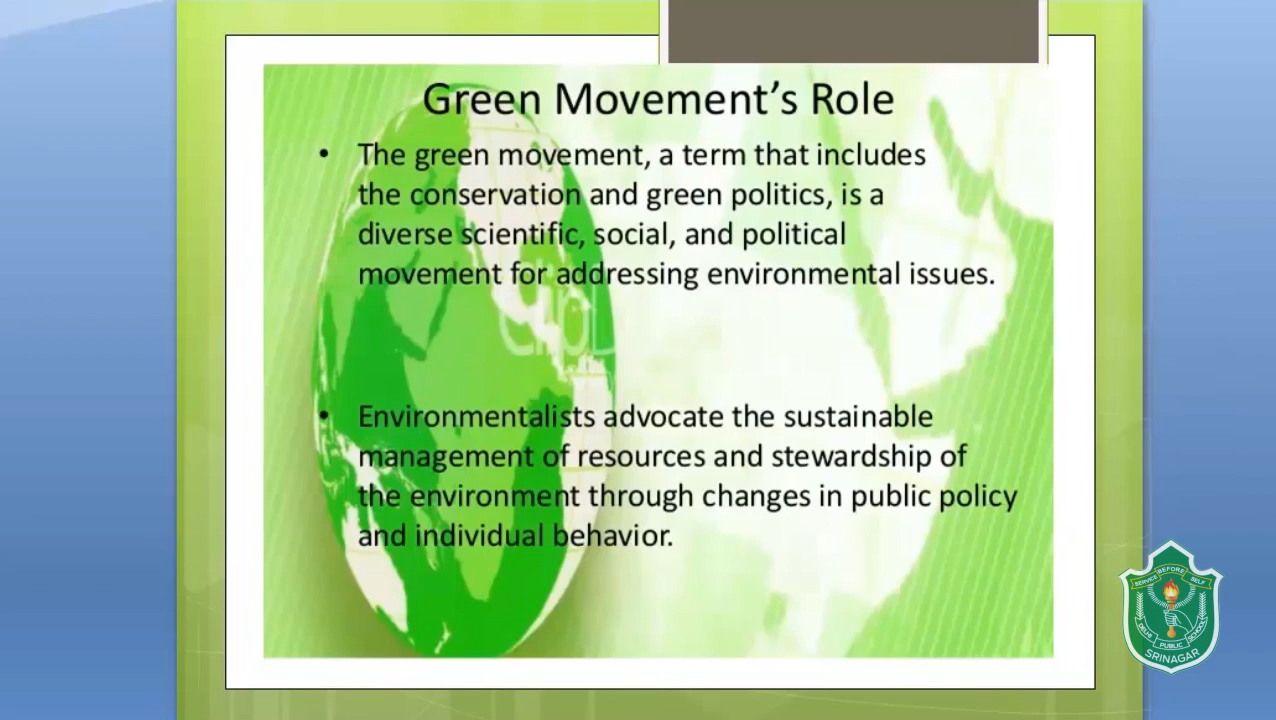 Green Movement’s Role
• The green movement, a term that includes
the conservation and green politics, is a
diverse scientific, social, and political
movement for addressing environmental issues.
• Environmentalists advocate the sustainable
management of resources and stewardship of
the environment through changes in public policy
and individual behavior.
SERVICE BEFORE SELF
DELHI PUBLIC SCHOOL
SRINAGAR